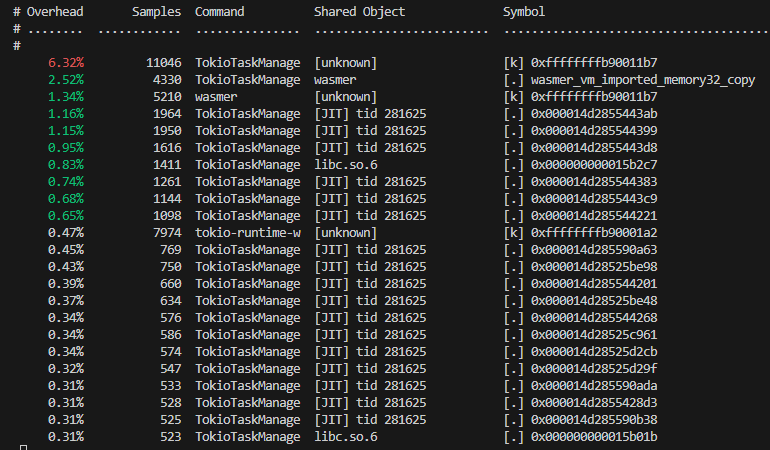 # Overhead Samples Command Shared Object Symbol
# ........ ............ ............... ......................... ......................................
#
6.32% 11046 TokioTaskManage [unknown] [k] 0xffffffffb90011b7
2.52% 4330 TokioTaskManage wasmer [.] wasmer_vm_imported_memory32_copy
1.34% 5210 wasmer [unknown] [k] 0xffffffffb90011b7
1.16% 1964 TokioTaskManage [JIT] tid 281625 [.] 0x000014d2855443ab
1.15% 1950 TokioTaskManage [JIT] tid 281625 [.] 0x000014d285544399
0.95% 1616 TokioTaskManage [JIT] tid 281625 [.] 0x000014d2855443d8
0.83% 1411 TokioTaskManage libc.so.6 [.] 0x000000000015b2c7
0.74% 1261 TokioTaskManage [JIT] tid 281625 [.] 0x000014d285544383
0.68% 1144 TokioTaskManage [JIT] tid 281625 [.] 0x000014d2855443c9
0.65% 1098 TokioTaskManage [JIT] tid 281625 [.] 0x000014d285544221
0.47% 7974 tokio-runtime-w [unknown] [k] 0xffffffffb90001a2
0.45% 769 TokioTaskManage [JIT] tid 281625 [.] 0x000014d285590a63
0.43% 750 TokioTaskManage [JIT] tid 281625 [.] 0x000014d28525be98
0.39% 660 TokioTaskManage [JIT] tid 281625 [.] 0x000014d285544201
0.37% 634 TokioTaskManage [JIT] tid 281625 [.] 0x000014d28525be48
0.34% 576 TokioTaskManage [JIT] tid 281625 [.] 0x000014d285544268
0.34% 586 TokioTaskManage [JIT] tid 281625 [.] 0x000014d28525c961
0.34% 574 TokioTaskManage [JIT] tid 281625 [.] 0x000014d28525d2cb
0.32% 547 TokioTaskManage [JIT] tid 281625 [.] 0x000014d28525d29f
0.31% 533 TokioTaskManage [JIT] tid 281625 [.] 0x000014d285590ada
0.31% 528 TokioTaskManage [JIT] tid 281625 [.] 0x000014d2855428d3
0.31% 525 TokioTaskManage [JIT] tid 281625 [.] 0x000014d285590b38
0.31% 523 TokioTaskManage libc.so.6 [.] 0x000000000015b01b